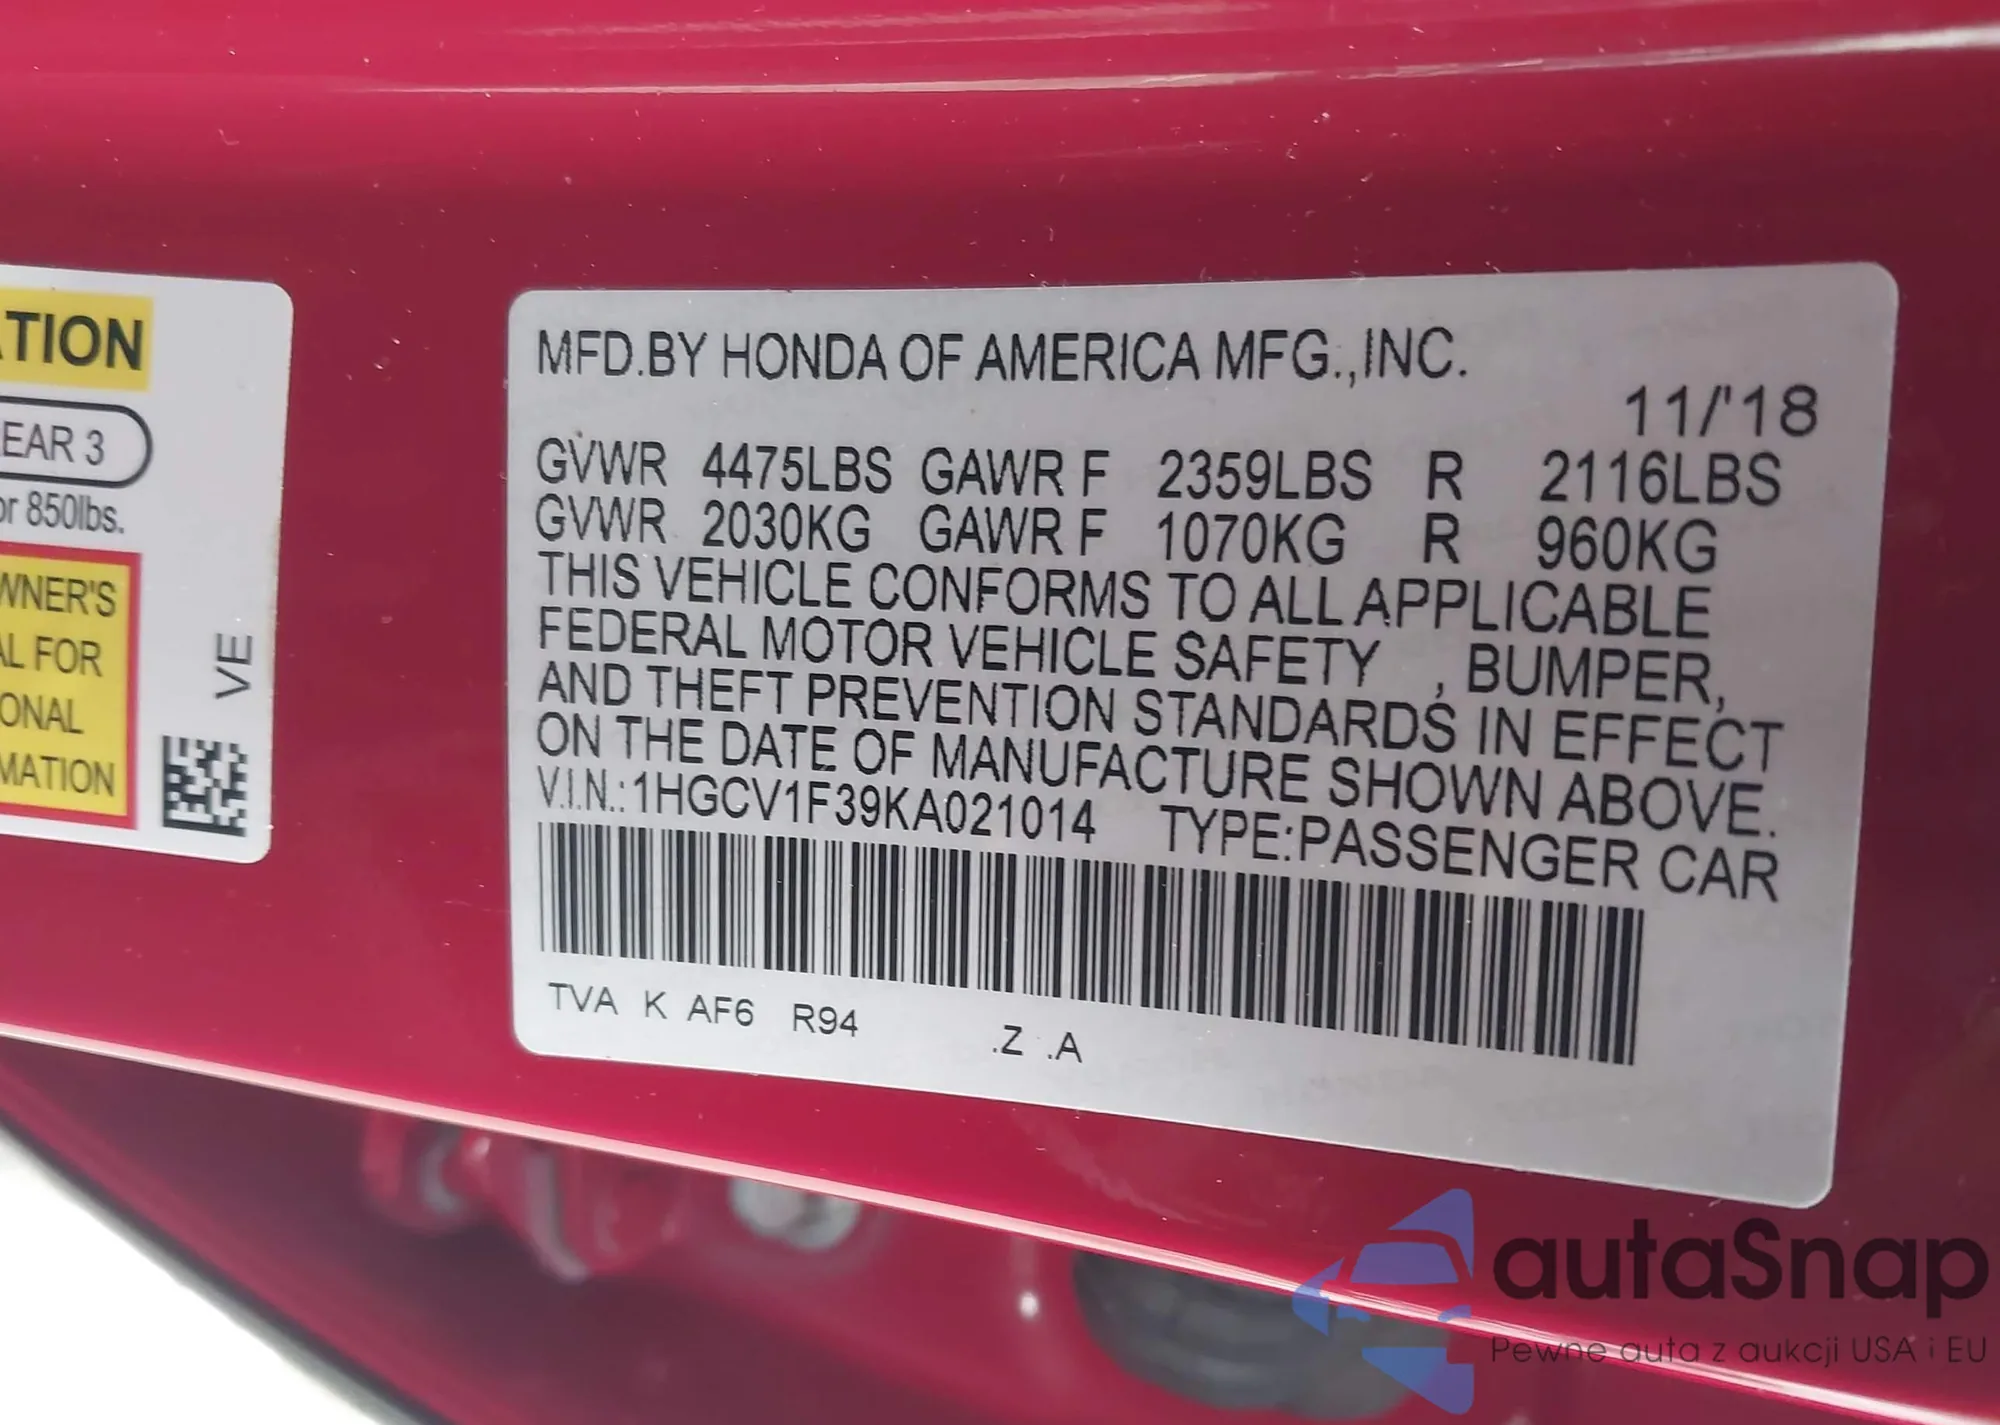 ATION
EAR 3
or 850lbs.
WNER'S
AL FOR
ONAL
MATION
VE
MFD.BY HONDA OF AMERICA MFG.,INC.
11/'18
GVWR 4475LBS GAWR F 2359LBS R 2116LBS
GVWR 2030KG GAWR F 1070KG R 960KG
THIS VEHICLE CONFORMS TO ALL APPLICABLE
FEDERAL MOTOR VEHICLE SAFETY , BUMPER,
AND THEFT PREVENTION STANDARDS IN EFFECT
ON THE DATE OF MANUFACTURE SHOWN ABOVE.
V.I.N.:1HGCV1F39KA021014 TYPE:PASSENGER CAR
TVA K AF6 R94 .Z .A
autaSnap
Pewne auta z aukcji USA i EU